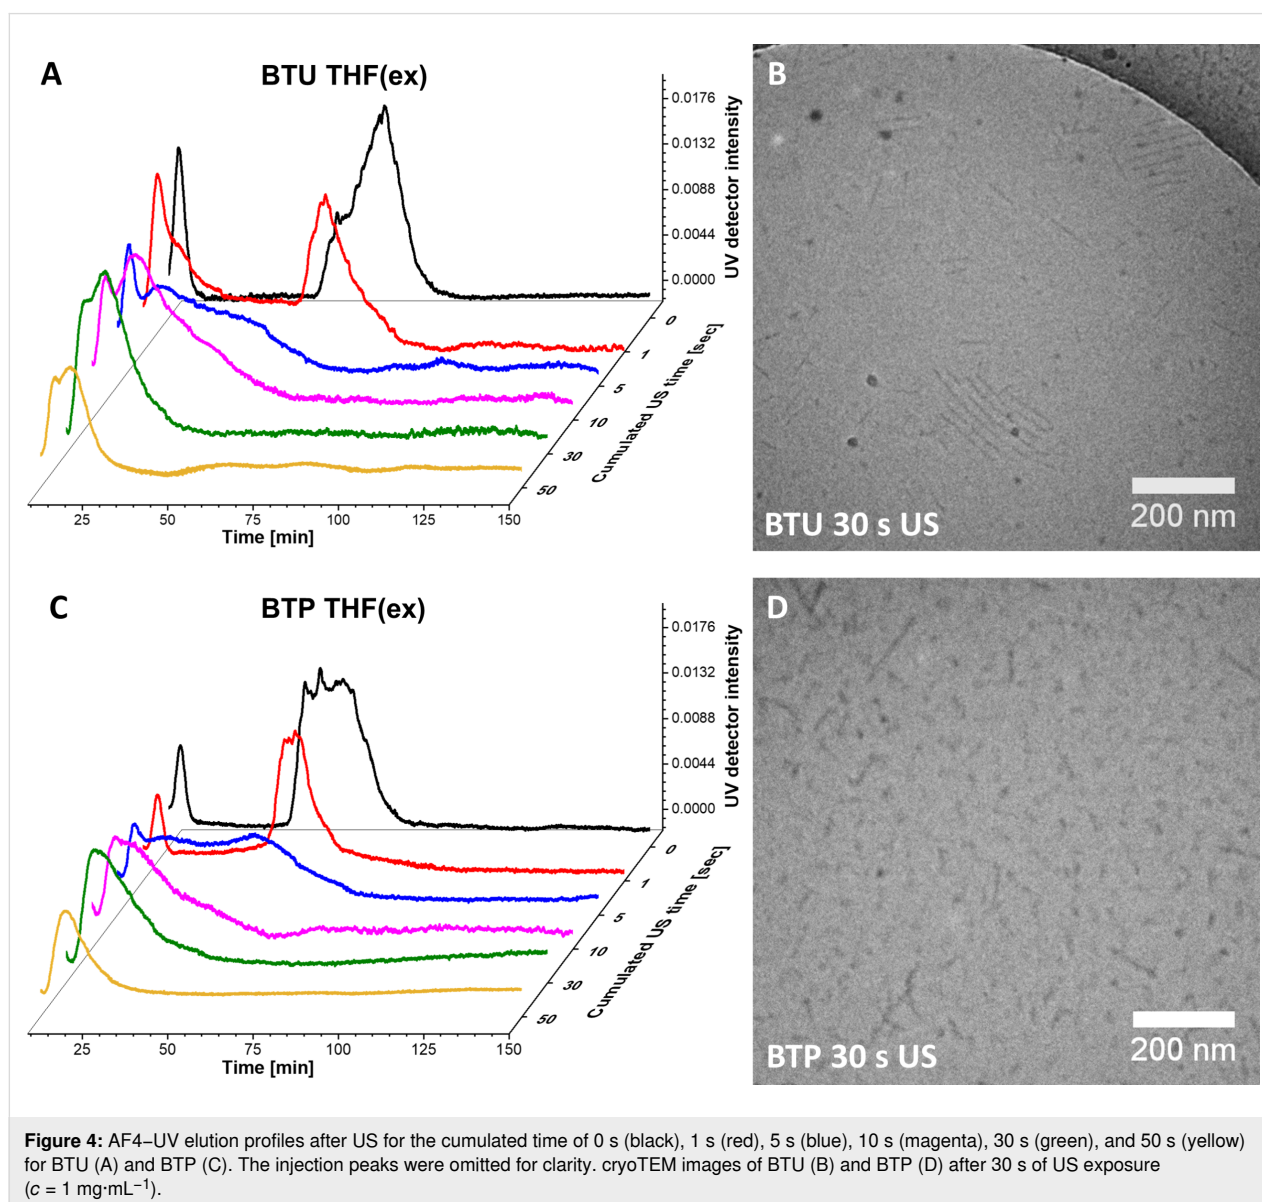 A
BTU THF(ex)
0.0176
0.0132
0.0088
0.0044
0.0000
UV detector intensity
0
1
5
10
30
50
Cumulated US time [sec]
25 50 75 100 125 150
Time [min]
B
BTU 30 s US
200 nm
C
BTP THF(ex)
0.0176
0.0132
0.0088
0.0044
0.0000
UV detector intensity
0
1
5
10
30
50
Cumulated US time [sec]
25 50 75 100 125 150
Time [min]
D
BTP 30 s US
200 nm
Figure 4: AF4–UV elution profiles after US for the cumulated time of 0 s (black), 1 s (red), 5 s (blue), 10 s (magenta), 30 s (green), and 50 s (yellow)
for BTU (A) and BTP (C). The injection peaks were omitted for clarity. cryoTEM images of BTU (B) and BTP (D) after 30 s of US exposure
(c = 1 mg·mL⁻¹).